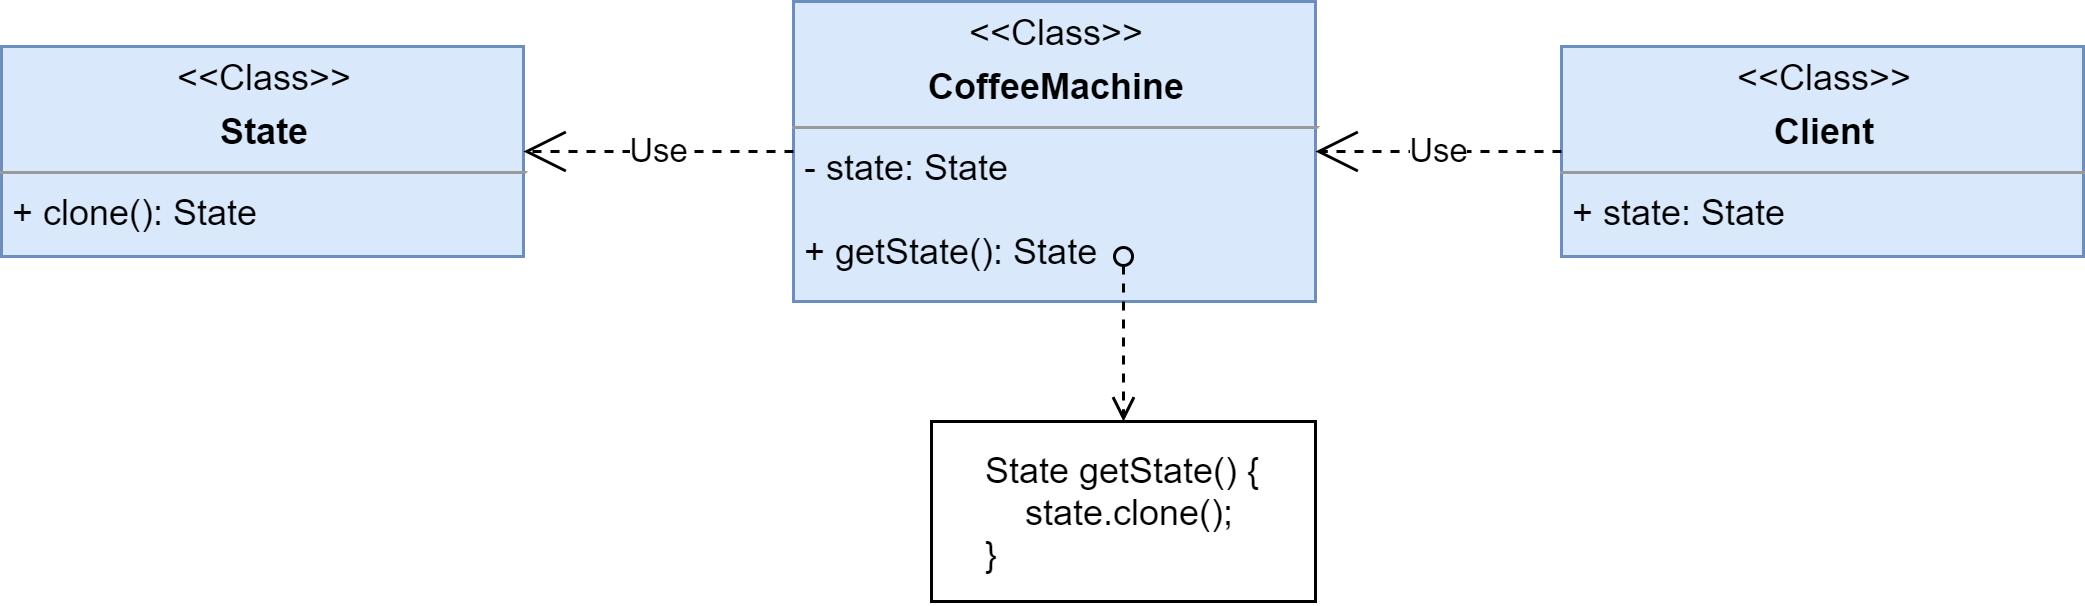 <<Class>>
State
+ clone(): State
Use
<<Class>>
CoffeeMachine
- state: State
+ getState(): State
Use
<<Class>>
Client
+ state: State
State getState() {
state.clone();
}